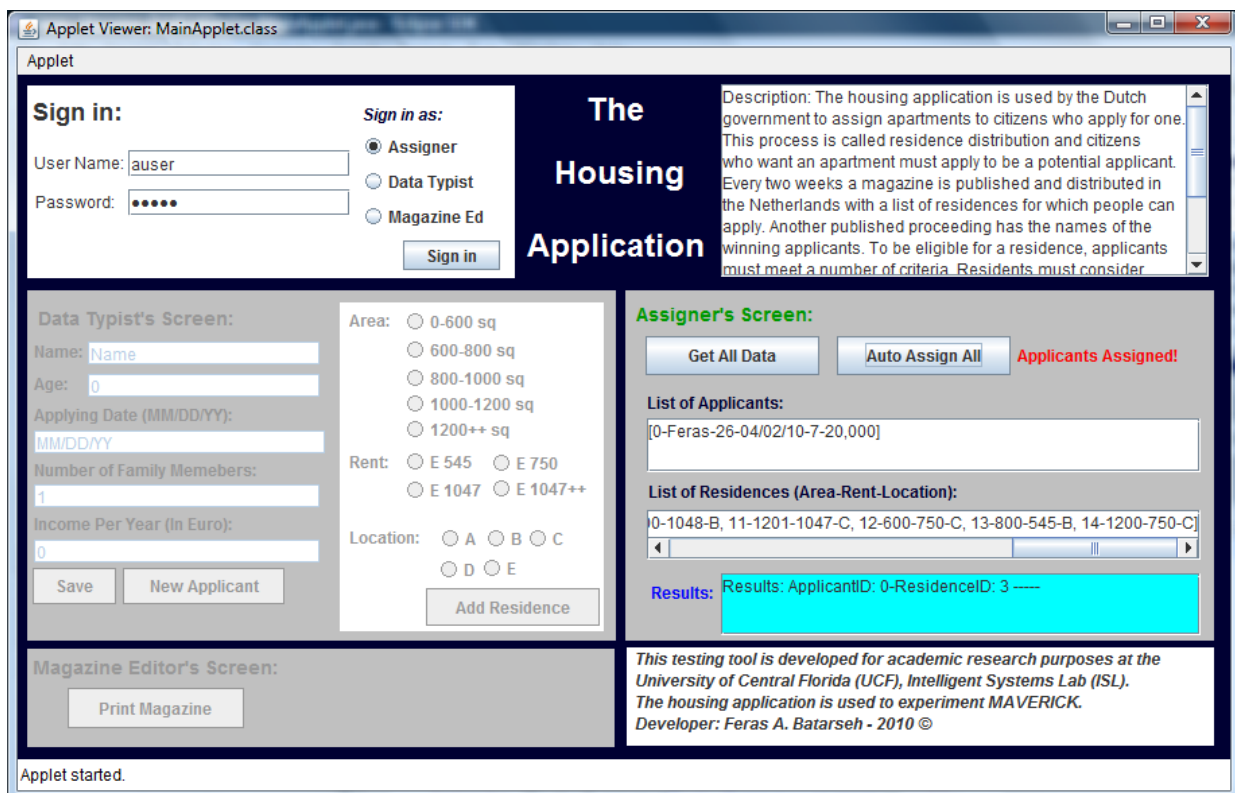 Applet Viewer: MainApplet.class
Applet
Sign in:
Sign in as:
User Name: auser
Password: •••••
Assigner
Data Typist
Magazine Ed
Sign in
The
Housing
Application
Description: The housing application is used by the Dutch
government to assign apartments to citizens who apply for one.
This process is called residence distribution and citizens
who want an apartment must apply to be a potential applicant.
Every two weeks a magazine is published and distributed in
the Netherlands with a list of residences for which people can
apply. Another published proceeding has the names of the
winning applicants. To be eligible for a residence, applicants
must meet a number of criteria. Residents must consider
Data Typist's Screen:
Name: Name
Age: 0
Applying Date (MM/DD/YY):
MM/DD/YY
Number of Family Memebers:
1
Income Per Year (In Euro):
0
Save New Applicant
Area: 0-600 sq
600-800 sq
800-1000 sq
1000-1200 sq
1200++ sq
Rent: E 545 E 750
E 1047 E 1047++
Location: A B C
D E
Add Residence
Assigner's Screen:
Get All Data Auto Assign All Applicants Assigned!
List of Applicants:
[0-Feras-26-04/02/10-7-20,000]
List of Residences (Area-Rent-Location):
00-1048-B, 11-1201-1047-C, 12-600-750-C, 13-800-545-B, 14-1200-750-C]
Results: Results: ApplicantID: 0-ResidenceID: 3 -----
Magazine Editor's Screen:
Print Magazine
This testing tool is developed for academic research purposes at the
University of Central Florida (UCF), Intelligent Systems Lab (ISL).
The housing application is used to experiment MAVERICK.
Developer: Feras A. Batarseh - 2010 ©
Applet started.